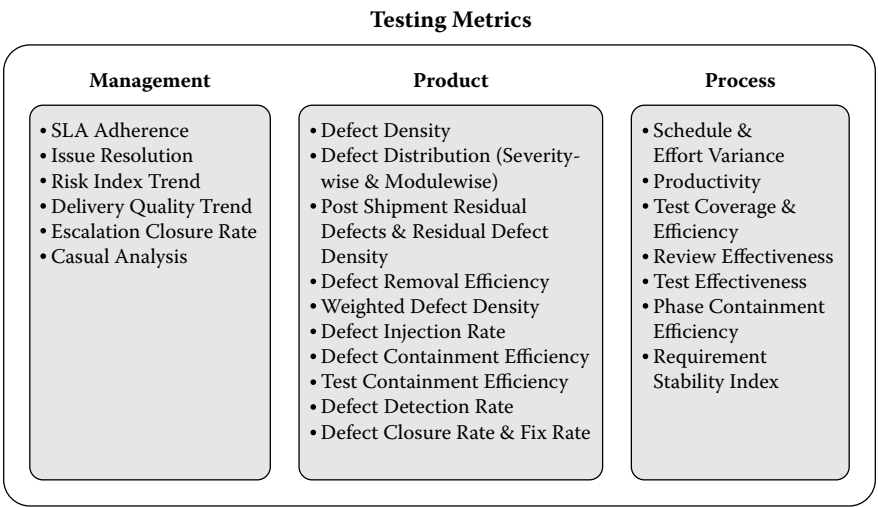 Testing Metrics
Management
• SLA Adherence
• Issue Resolution
• Risk Index Trend
• Delivery Quality Trend
• Escalation Closure Rate
• Casual Analysis
Product
• Defect Density
• Defect Distribution (Severity-
wise & Modulewise)
• Post Shipment Residual
Defects & Residual Defect
Density
• Defect Removal Efficiency
• Weighted Defect Density
• Defect Injection Rate
• Defect Containment Efficiency
• Test Containment Efficiency
• Defect Detection Rate
• Defect Closure Rate & Fix Rate
Process
• Schedule &
Effort Variance
• Productivity
• Test Coverage &
Efficiency
• Review Effectiveness
• Test Effectiveness
• Phase Containment
Efficiency
• Requirement
Stability Index